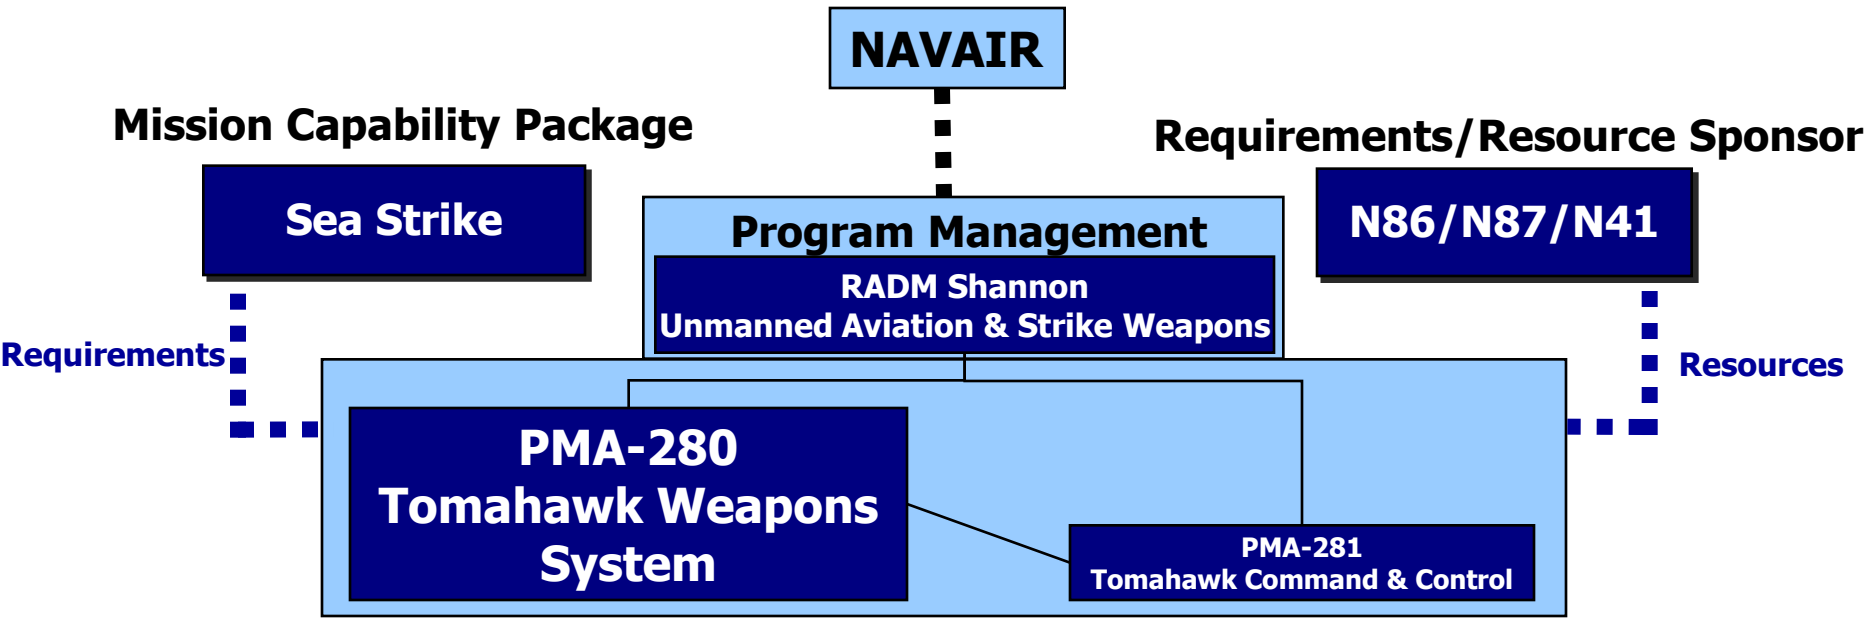 NAVAIR
Mission Capability Package
Requirements/Resource Sponsor
Sea Strike
N86/N87/N41
Program Management
RADM Shannon
Unmanned Aviation & Strike Weapons
Requirements
Resources
PMA-280
Tomahawk Weapons
System
PMA-281
Tomahawk Command & Control